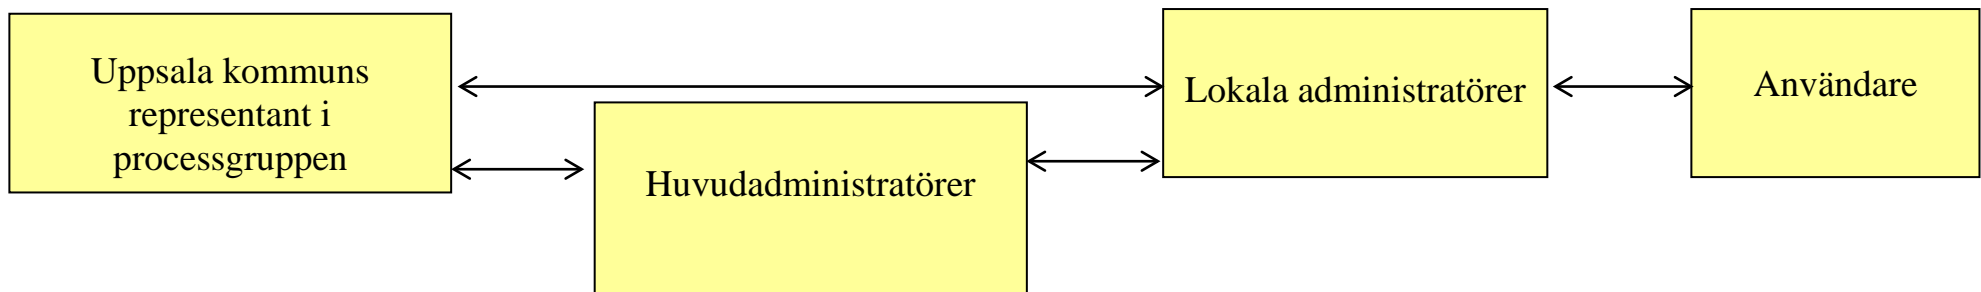 Uppsala kommuns
representant i
processgruppen
Huvudadministratörer
Lokala administratörer
Användare